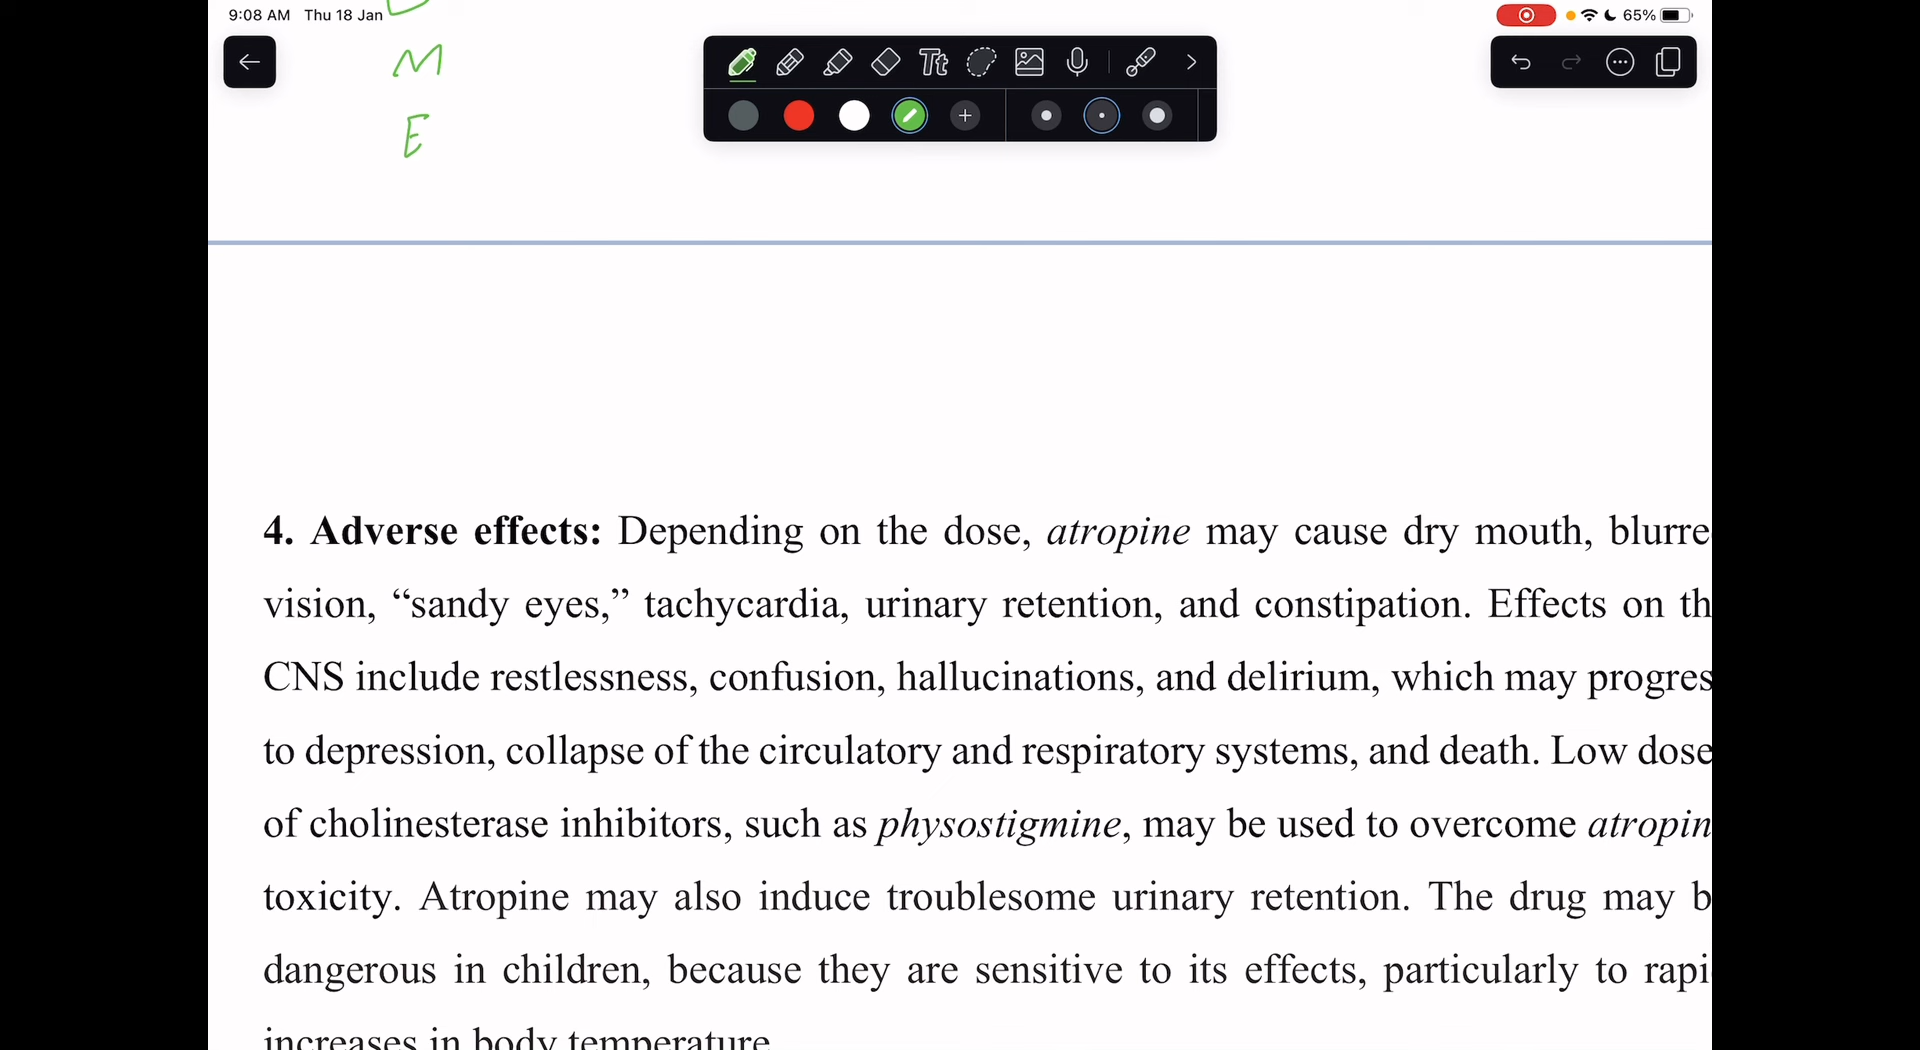 9:08 AM Thu 18 Jan 65%
M
Tt
E
4. Adverse effects: Depending on the dose, atropine may cause dry mouth, blurre
vision, “sandy eyes,” tachycardia, urinary retention, and constipation. Effects on th
CNS include restlessness, confusion, hallucinations, and delirium, which may progres
to depression, collapse of the circulatory and respiratory systems, and death. Low dose
of cholinesterase inhibitors, such as physostigmine, may be used to overcome atropin
toxicity. Atropine may also induce troublesome urinary retention. The drug may b
dangerous in children, because they are sensitive to its effects, particularly to rapi
increases in body temperature